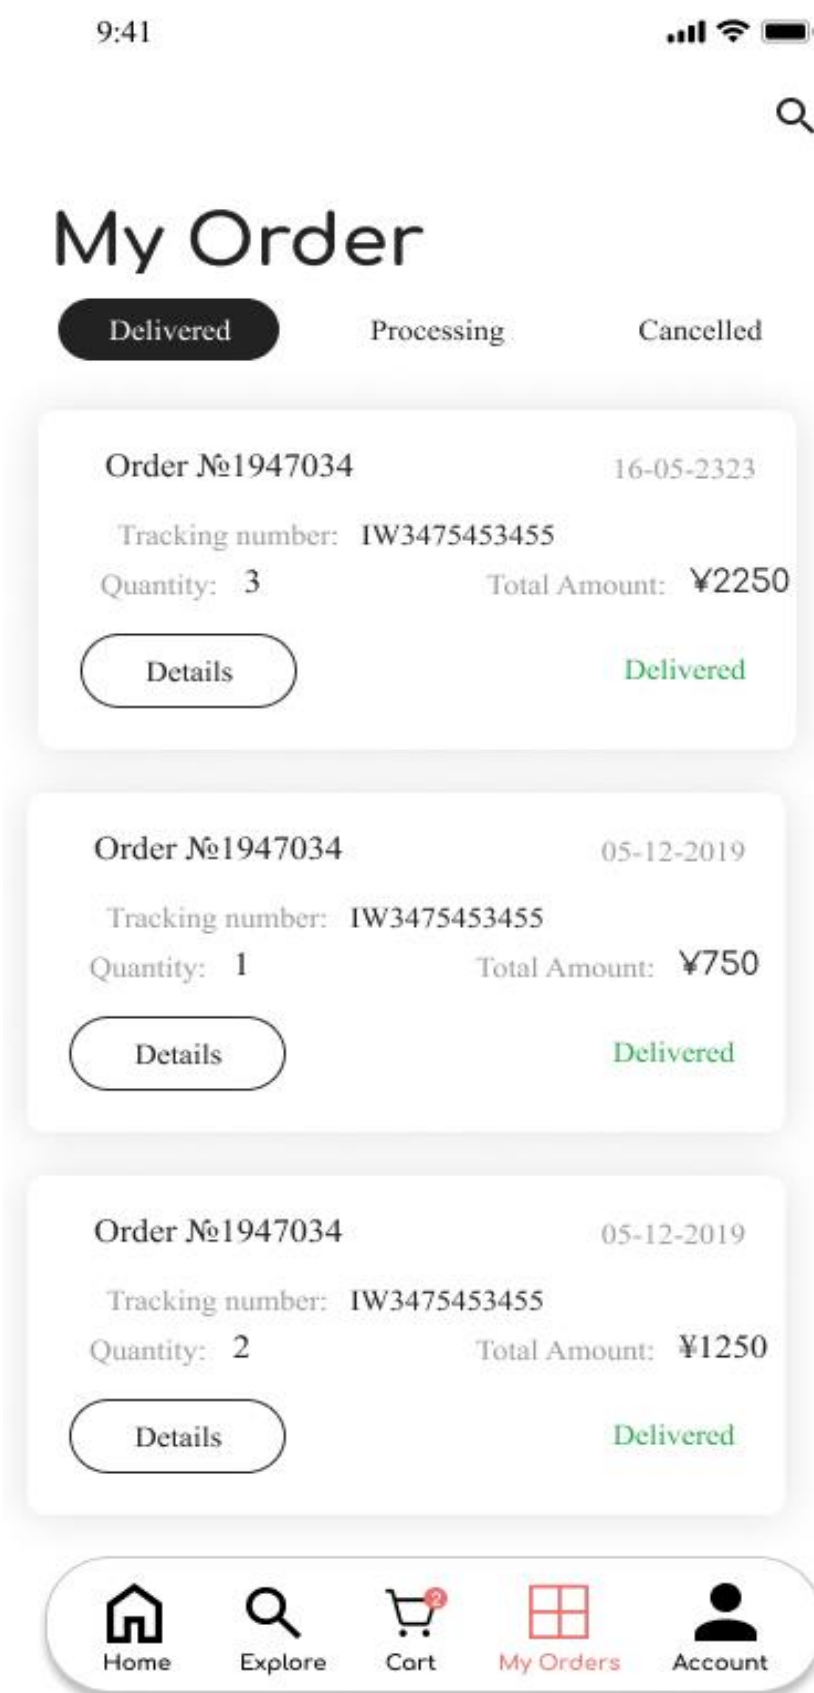 9:41
My Order
Delivered Processing Cancelled
Order №1947034 16-05-2323
Tracking number: IW3475453455
Quantity: 3 Total Amount: ¥2250
Details Delivered
Order №1947034 05-12-2019
Tracking number: IW3475453455
Quantity: 1 Total Amount: ¥750
Details Delivered
Order №1947034 05-12-2019
Tracking number: IW3475453455
Quantity: 2 Total Amount: ¥1250
Details Delivered
2
Home Explore Cart My Orders Account